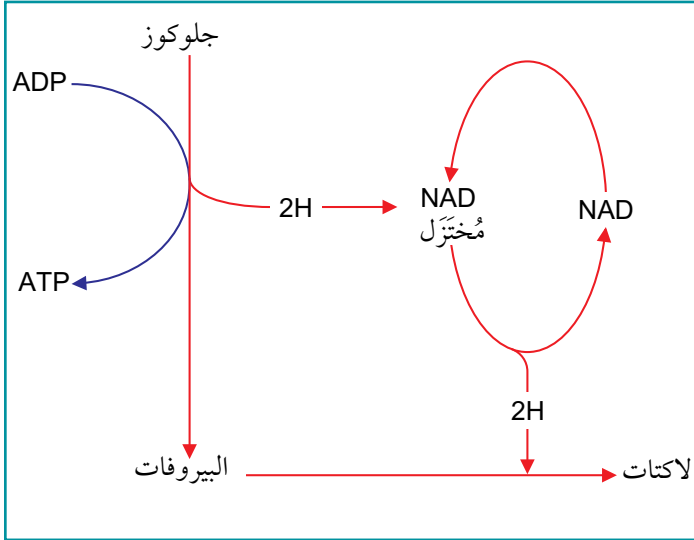 جلوكوز
ADP
2H
NAD
مُختَزَل
NAD
ATP
2H
البيروفات
لاكتات